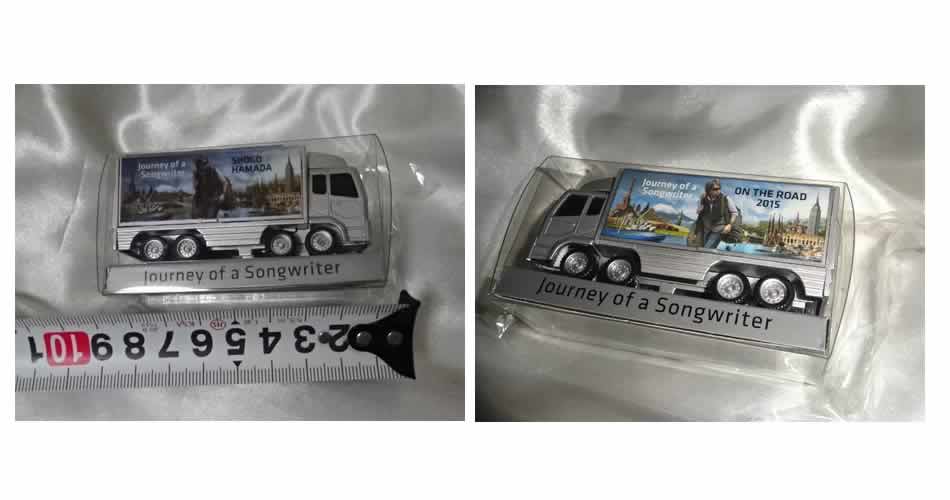 Journey of a
Songwriter
SHOGO
HAMADA
Journey of a Songwriter
1 10 9 8 7 6 5 4 3 2
Journey of a
Songwriter
ON THE ROAD
2015
Journey of a Songwriter